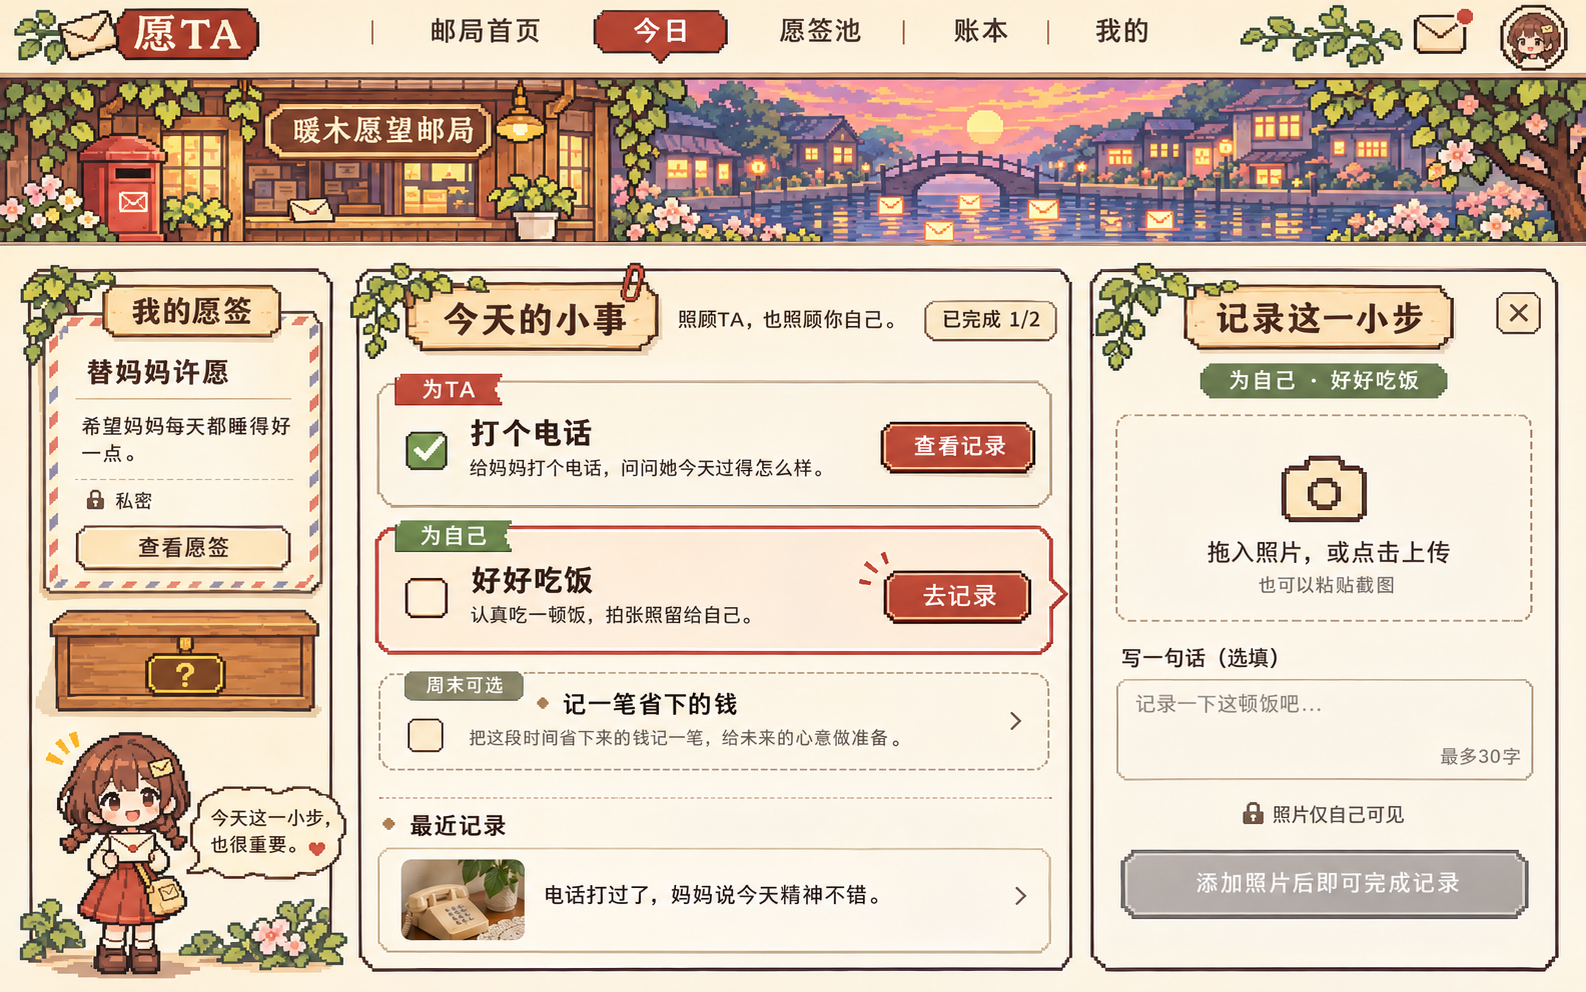 愿TA
邮局首页
今日
愿签池
账本
我的
暖木愿望邮局
我的愿签
替妈妈许愿
希望妈妈每天都睡得好
一点。
私密
查看愿签
?
今天这一小步,
也很重要。
今天的小事
照顾TA，也照顾你自己。
已完成 1/2
为TA
打个电话
给妈妈打个电话，问问她今天过得怎么样。
查看记录
为自己
好好吃饭
认真吃一顿饭，拍张照留给自己。
去记录
周末可选
记一笔省下的钱
把这段时间省下来的钱记一笔，给未来的心意做准备。
最近记录
电话打过了，妈妈说今天精神不错。
记录这一小步
为自己 · 好好吃饭
拖入照片，或点击上传
也可以粘贴截图
写一句话（选填）
记录一下这顿饭吧...
最多30字
照片仅自己可见
添加照片后即可完成记录